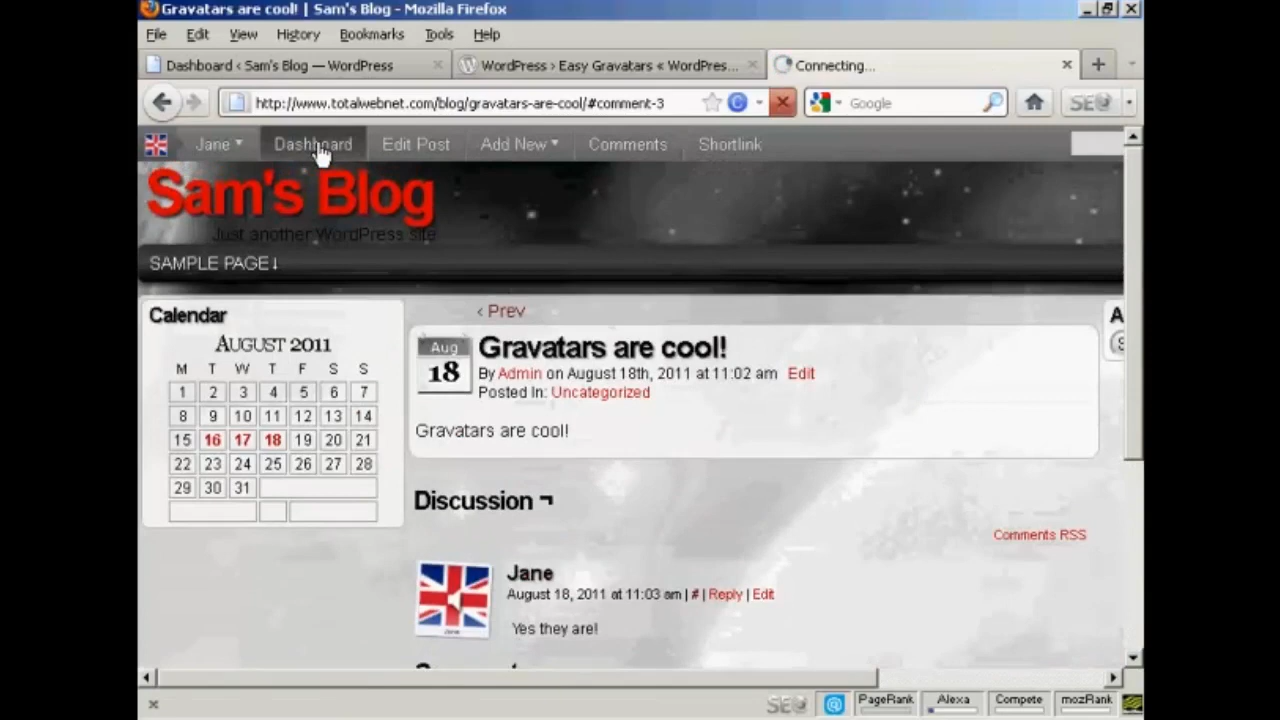 Gravatars are cool! | Sam's Blog - Mozilla Firefox
File Edit View History Bookmarks Tools Help
Dashboard ‹ Sam's Blog — WordPress
WordPress › Easy Gravatars « WordPres...
Connecting...
http://www.totalwebnet.com/blog/gravatars-are-cool/#comment-3
Google
SEO
Jane Dashboard Edit Post Add New Comments Shortlink
Sam's Blog
Just another WordPress site
SAMPLE PAGE↓
Calendar
AUGUST 2011
M T W T F S S
1 2 3 4 5 6 7
8 9 10 11 12 13 14
15 16 17 18 19 20 21
22 23 24 25 26 27 28
29 30 31
‹ Prev
Aug
18
Gravatars are cool!
By Admin on August 18th, 2011 at 11:02 am Edit
Posted In: Uncategorized
Gravatars are cool!
Discussion ¬
Comments RSS
Jane
August 18, 2011 at 11:03 am | # | Reply | Edit
Yes they are!
SEO
PageRank
Alexa
Compete
mozRank